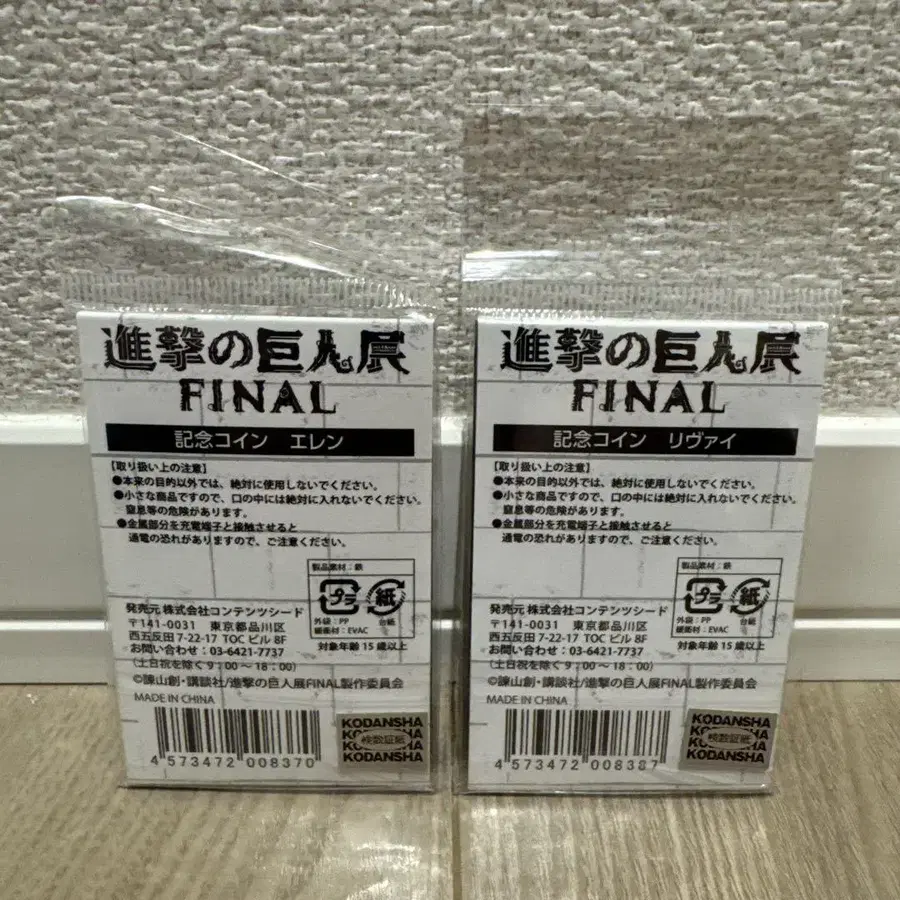 進撃の巨人展
FINAL
記念コイン エレン
【取り扱い上の注意】
●本来の目的以外では、絶対に使用しないでください。
●小さな商品ですので、口の中には絶対に入れないでください。
窒息等の危険があります。
●金属部分を充電端子と接触させると
通電の恐れがありますので、ご注意ください。
製品素材：鉄
プラ 紙
外袋：PP 台紙
緩衝材：EVAC
対象年齢 15 歳以上
発売元 株式会社コンテンツシード
〒141-0031 東京都品川区
西五反田 7-22-17 TOC ビル 8F
お問い合わせ：03-6421-7737
（土日祝を除く 9：00～18：00）
©諫山創・講談社/進撃の巨人展FINAL製作委員会
MADE IN CHINA
4 573472 008370
KODANSHA
検数証紙
KODANSHA
進撃の巨人展
FINAL
記念コイン リヴァイ
【取り扱い上の注意】
●本来の目的以外では、絶対に使用しないでください。
●小さな商品ですので、口の中には絶対に入れないでください。
窒息等の危険があります。
●金属部分を充電端子と接触させると
通電の恐れがありますので、ご注意ください。
製品素材：鉄
プラ 紙
外袋：PP 台紙
緩衝材：EVAC
対象年齢 15 歳以上
発売元 株式会社コンテンツシード
〒141-0031 東京都品川区
西五反田 7-22-17 TOC ビル 8F
お問い合わせ：03-6421-7737
（土日祝を除く 9：00～18：00）
©諫山創・講談社/進撃の巨人展FINAL製作委員会
MADE IN CHINA
4 573472 008387
KODANSHA
検数証紙
KODANSHA